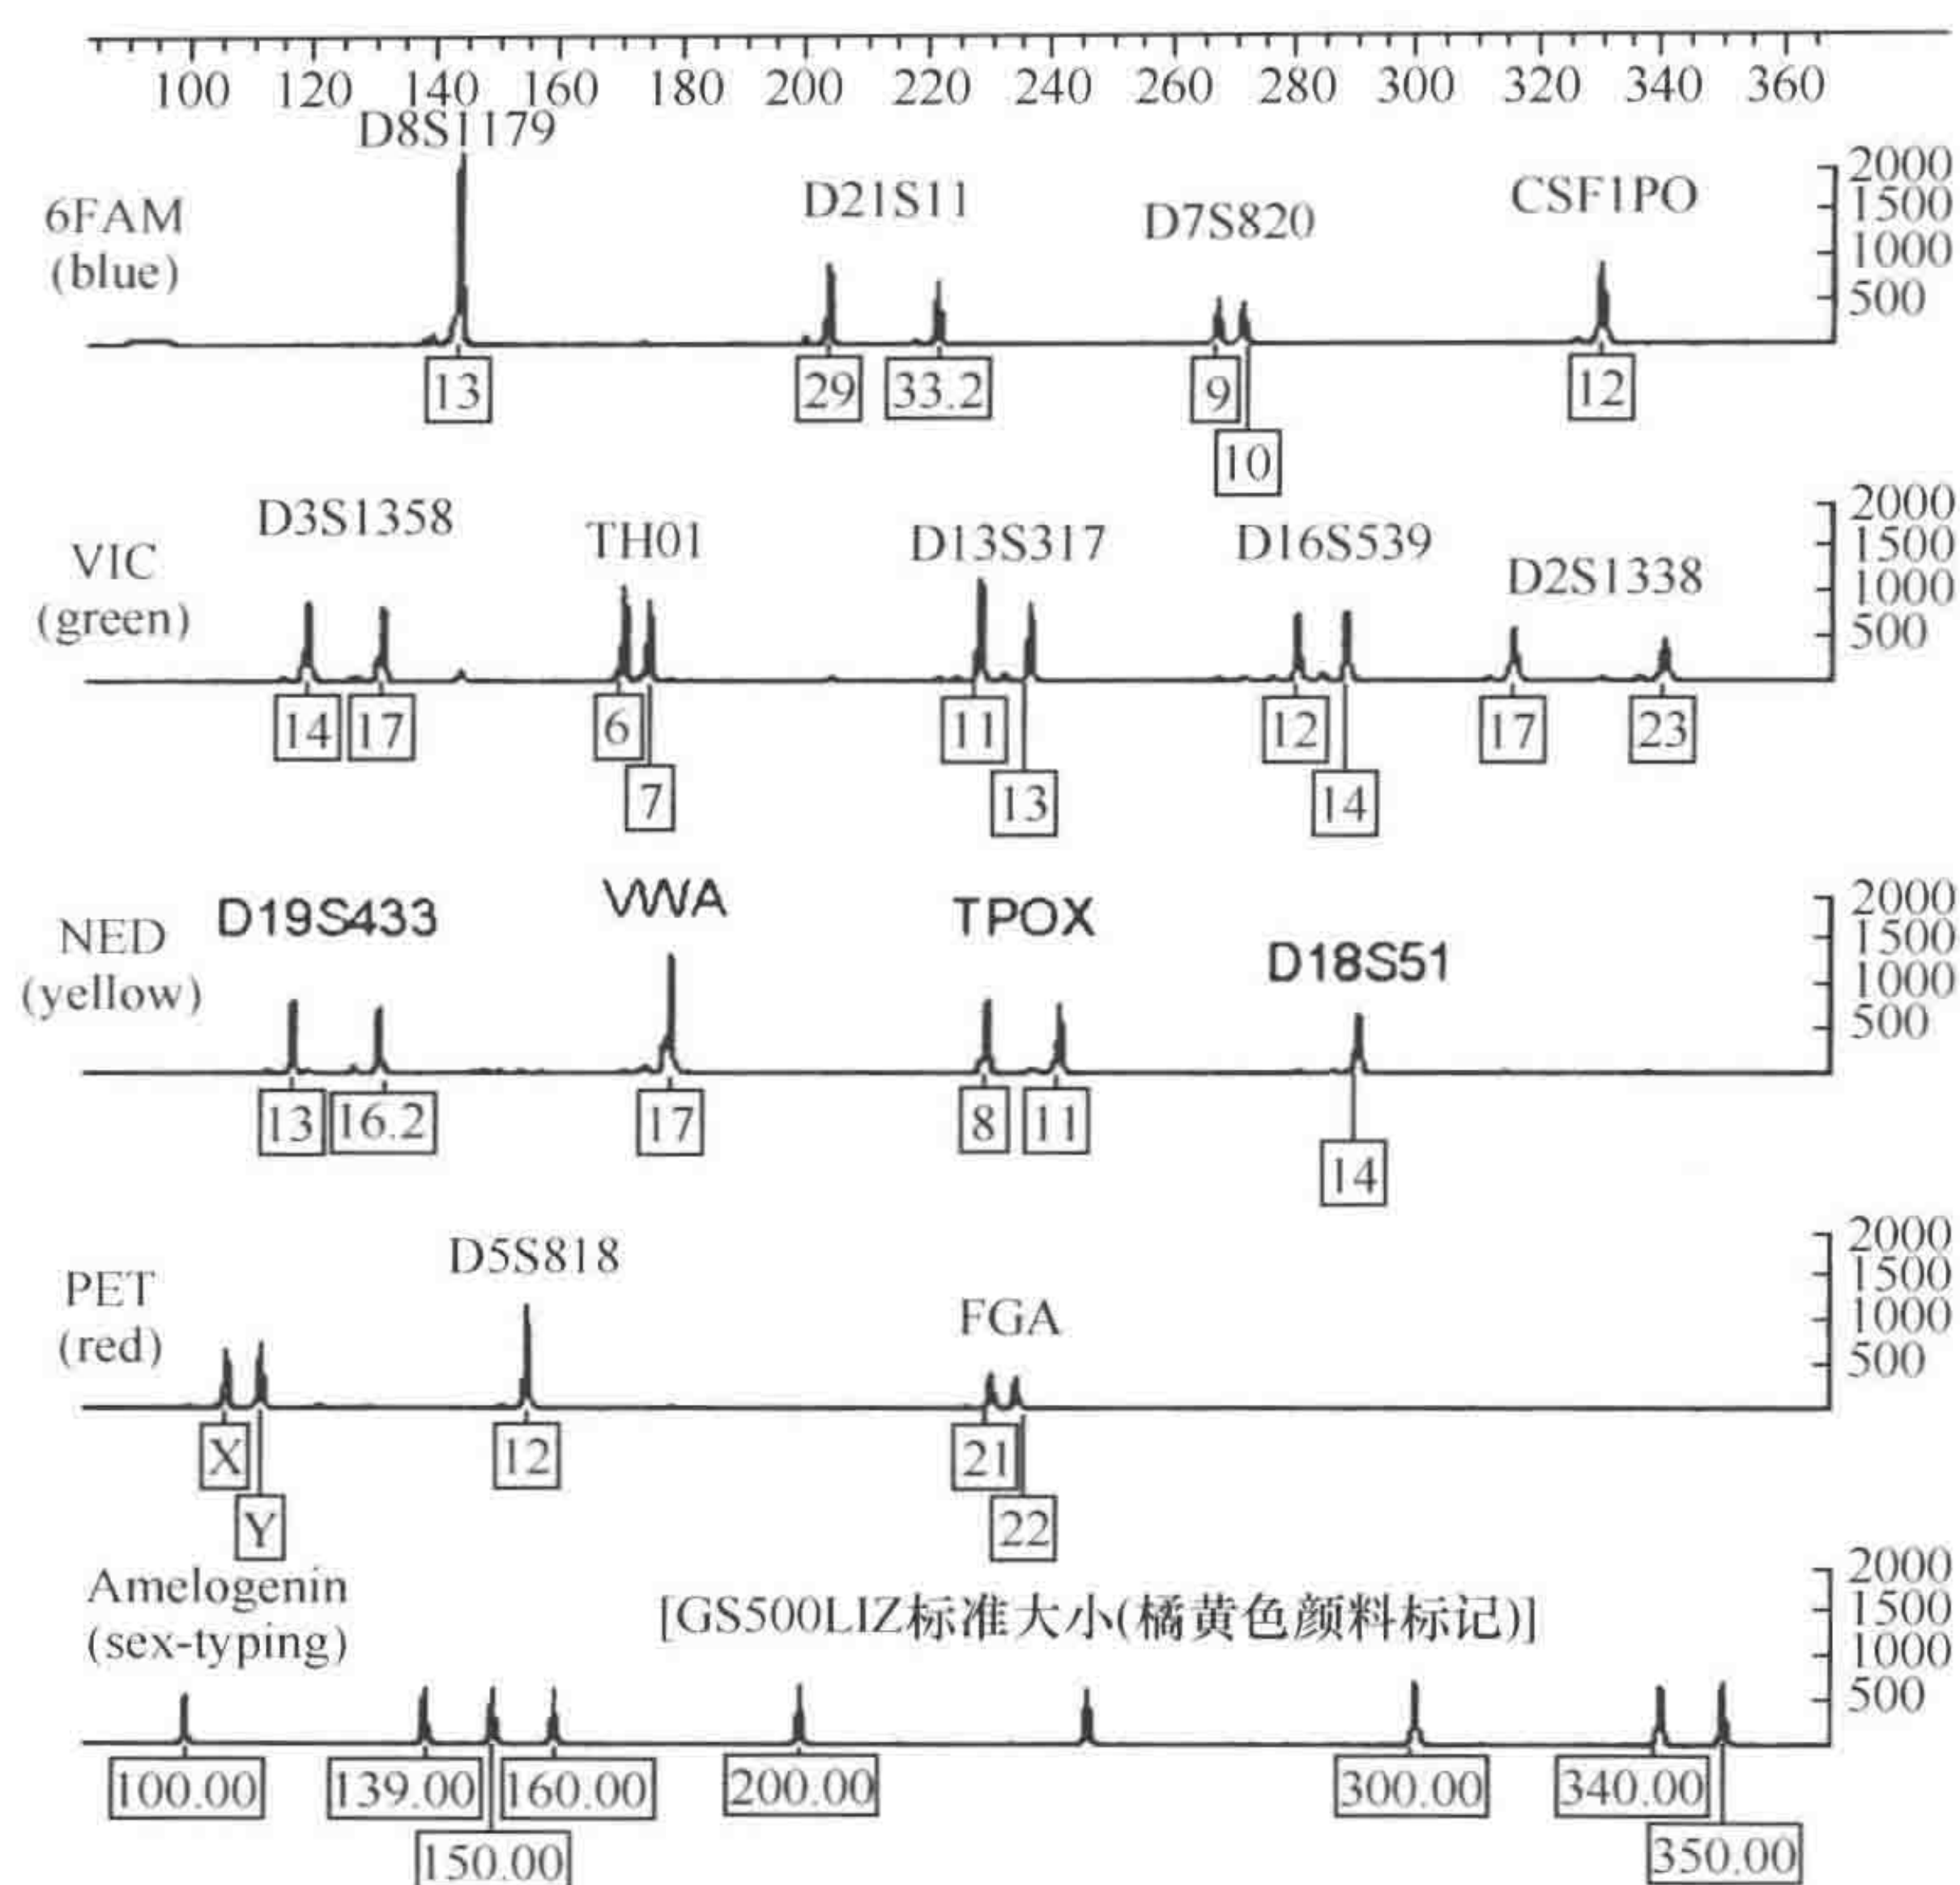 100 120 140 160 180 200 220 240 260 280 300 320 340 360
D8S1179
D21S11
D7S820
CSF1PO
6FAM
(blue)
2000
1500
1000
500
13
29
33.2
9
12
10
D3S1358
TH01
D13S317
D16S539
D2S1338
VIC
(green)
2000
1500
1000
500
14
17
6
11
12
17
23
7
13
14
D19S433
VWA
TPOX
D18S51
NED
(yellow)
2000
1500
1000
500
13
16.2
17
8
11
14
D5S818
FGA
PET
(red)
2000
1500
1000
500
X
12
21
Y
22
Amelogenin
(sex-typing)
[GS500LIZ标准大小(橘黄色颜料标记)]
2000
1500
1000
500
100.00
139.00
160.00
200.00
300.00
340.00
150.00
350.00